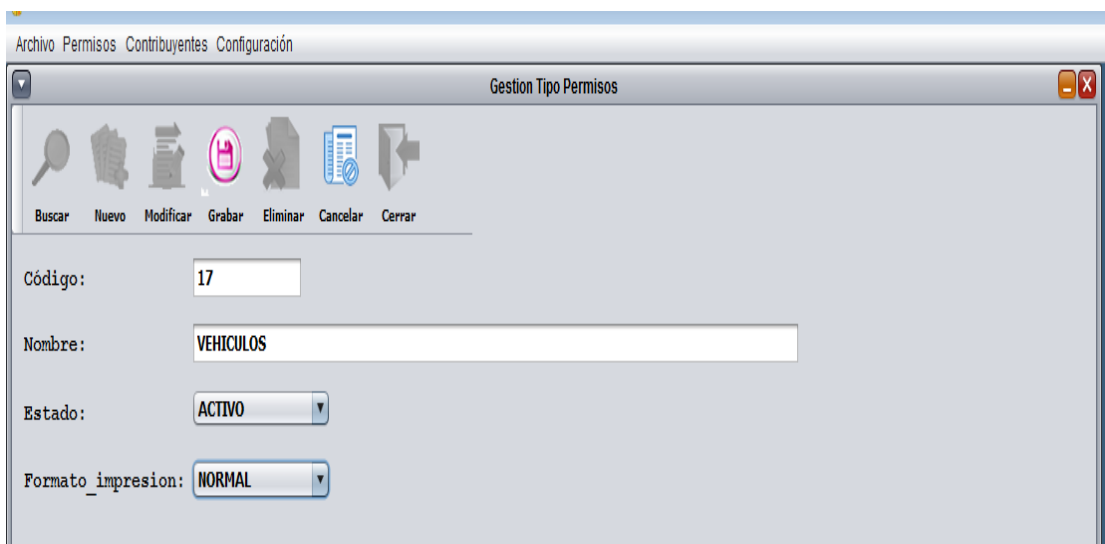 Archivo Permisos Contribuyentes Configuración
Gestion Tipo Permisos
Buscar Nuevo Modificar Grabar Eliminar Cancelar Cerrar
Código: 17
Nombre: VEHICULOS
Estado: ACTIVO
Formato_impresion: NORMAL